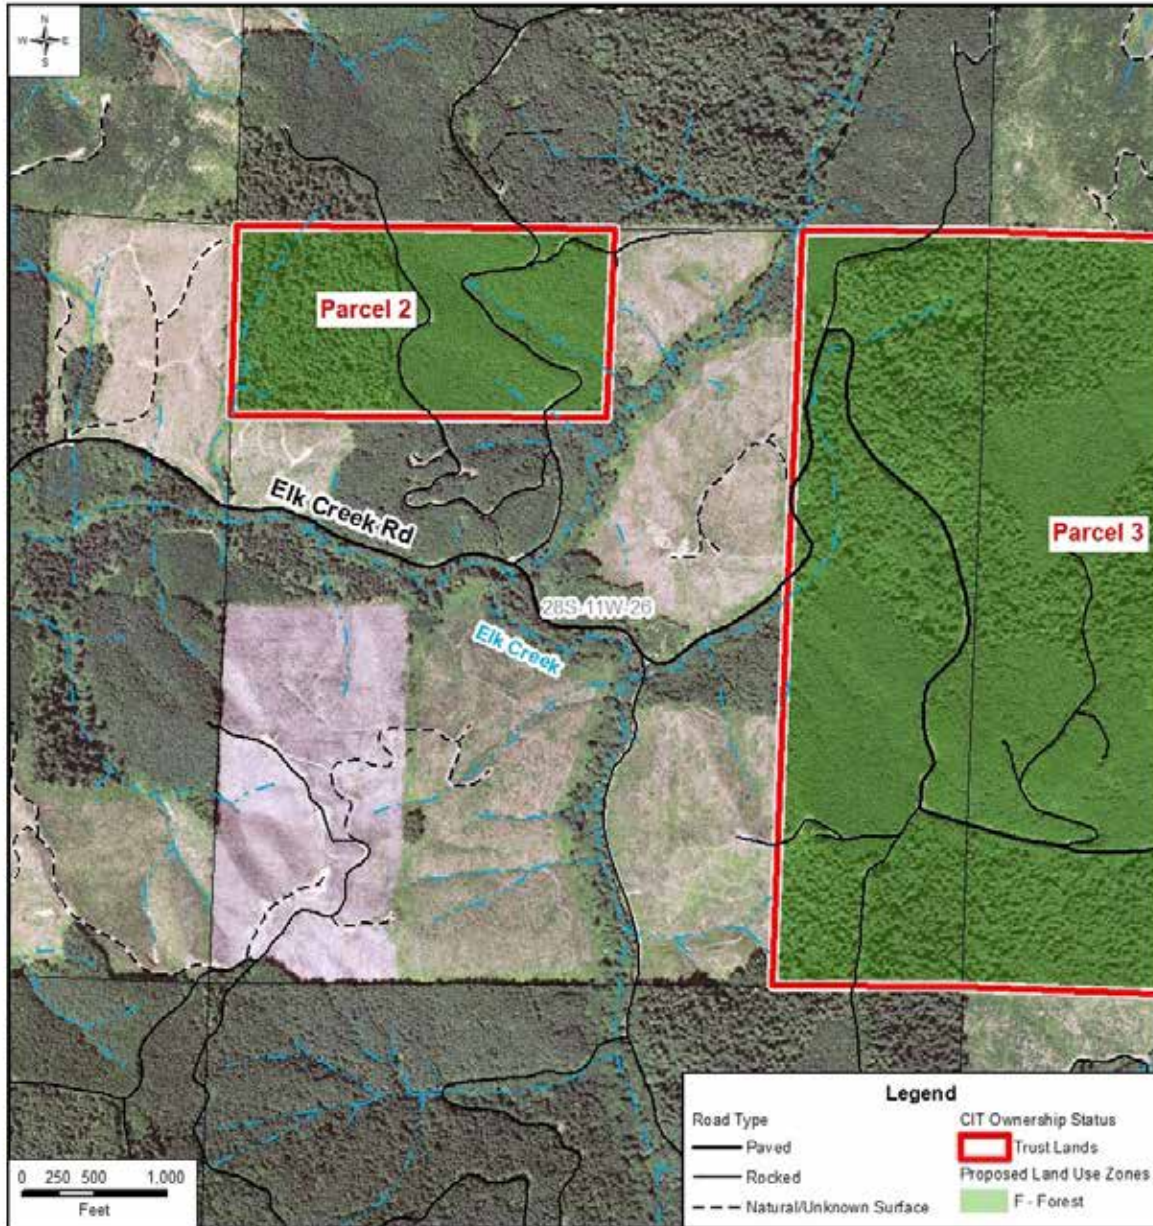 N
W E
S
Parcel 2
Elk Creek Rd
Parcel 3
28S-11W-26
Elk Creek
Legend
Road Type
Paved
Rocked
Natural/Unknown Surface
CIT Ownership Status
Trust Lands
Proposed Land Use Zones
F - Forest
0 250 500 1,000
Feet